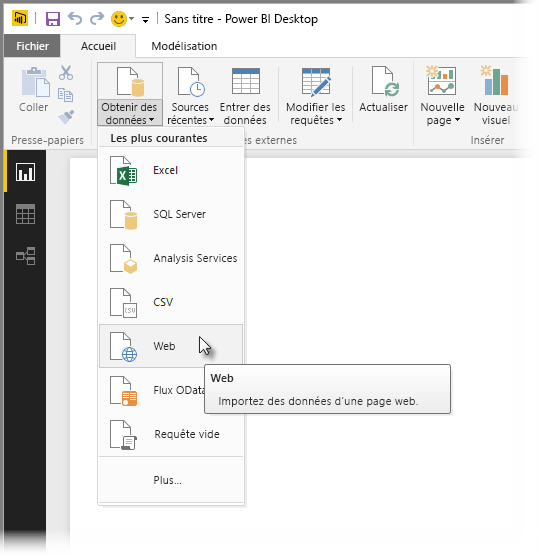 Sans titre - Power BI Desktop
Fichier Accueil Modélisation
Coller
Obtenir des données
Sources récentes
Entrer des données
Modifier les requêtes
Actualiser
Nouvelle page
Nouveau visuel
Presse-papiers
es externes
Insérer
Les plus courantes
Excel
SQL Server
Analysis Services
CSV
CSV
Web
Web
Importez des données d'une page web.
Flux OData
Requête vide
Plus...